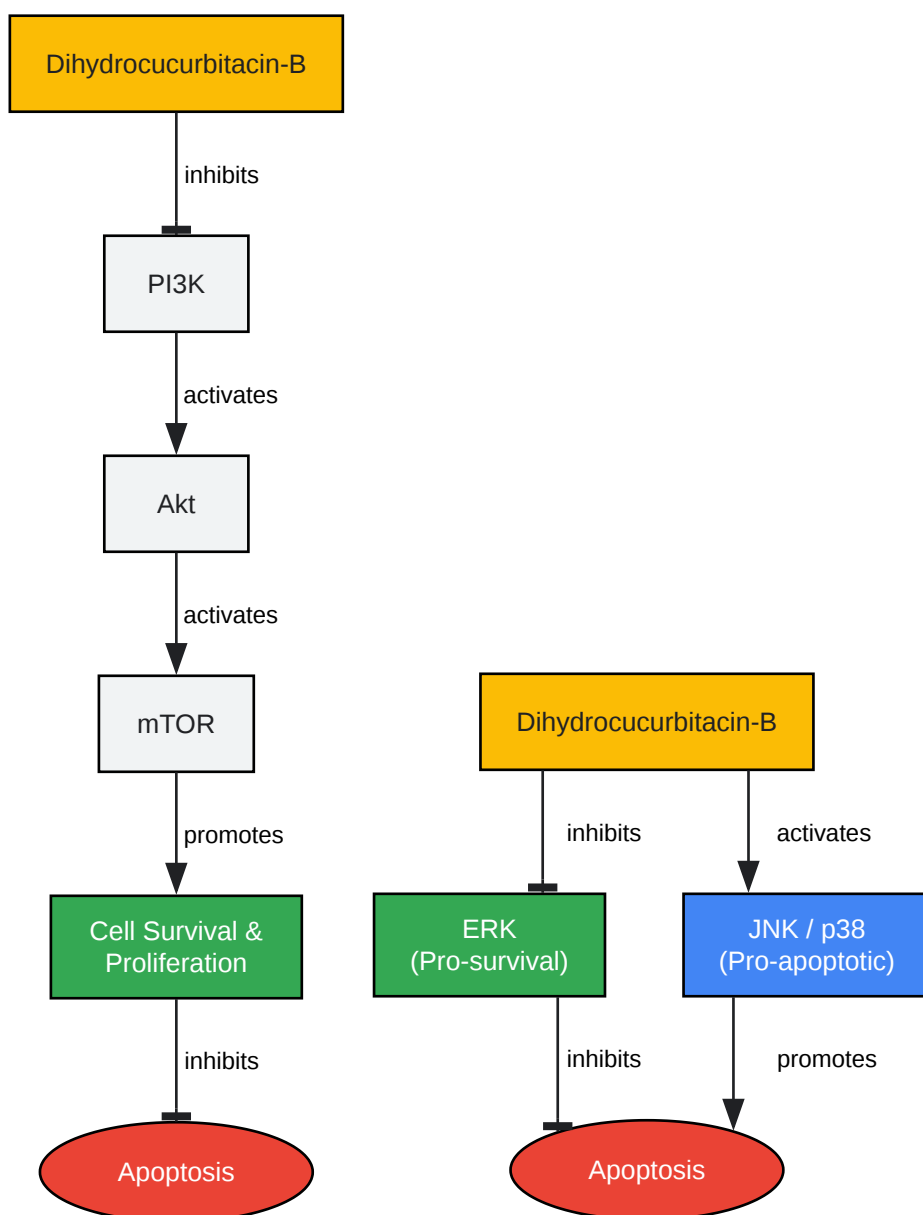 Dihydrocucurbitacin-B
inhibits
PI3K
activates
Akt
activates
mTOR
promotes
Cell Survival &
Proliferation
inhibits
Apoptosis
Dihydrocucurbitacin-B
inhibits
activates
ERK
(Pro-survival)
JNK / p38
(Pro-apoptotic)
inhibits
promotes
Apoptosis